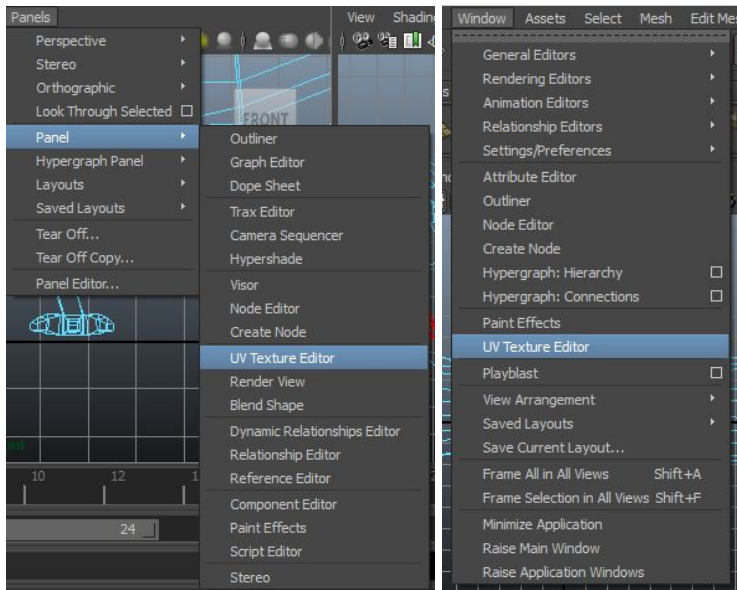 Panels
Perspective
Stereo
Orthographic
Look Through Selected
Panel
Hypergraph Panel
Layouts
Saved Layouts
Tear Off...
Tear Off Copy...
Panel Editor...
FRONT
Outliner
Graph Editor
Dope Sheet
Trax Editor
Camera Sequencer
Hypershade
Visor
Node Editor
Create Node
UV Texture Editor
Render View
Blend Shape
Dynamic Relationships Editor
Relationship Editor
Reference Editor
Component Editor
Paint Effects
Script Editor
Stereo
10 12
24
View
Window Assets Select Mesh
General Editors
Rendering Editors
Animation Editors
Relationship Editors
Settings/Preferences
Attribute Editor
Outliner
Node Editor
Create Node
Hypergraph: Hierarchy
Hypergraph: Connections
Paint Effects
UV Texture Editor
Playblast
View Arrangement
Saved Layouts
Save Current Layout...
Frame All in All Views Shift+A
Frame Selection in All Views Shift+F
Minimize Application
Raise Main Window
Raise Application Windows